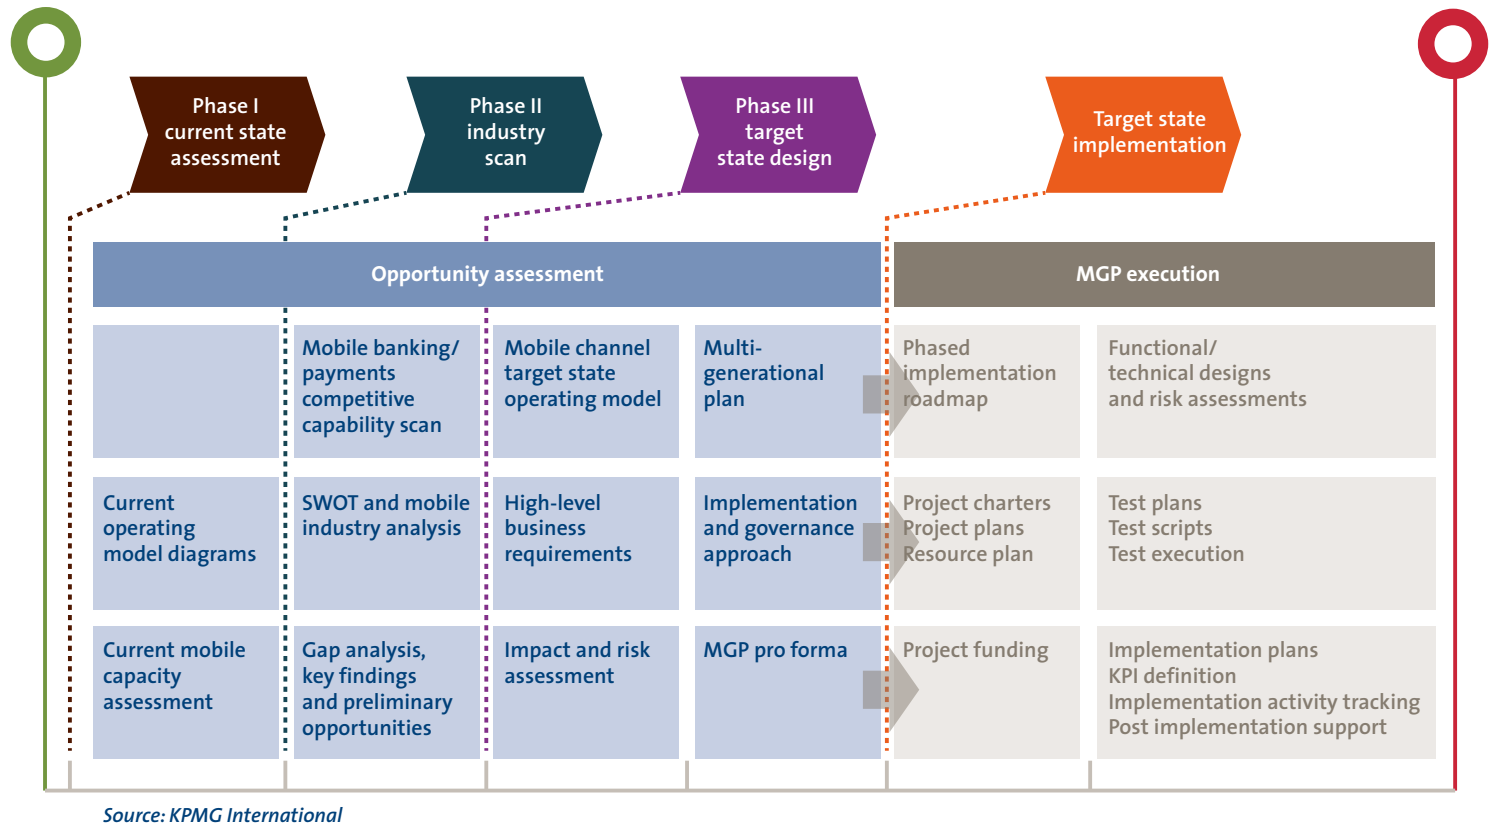 Phase I
current state
assessment
Phase II
industry
scan
Phase III
target
state design
Target state
implementation
Opportunity assessment
MGP execution
Mobile banking/
payments
competitive
capability scan
Mobile channel
target state
operating model
Multi-
generational
plan
Phased
implementation
roadmap
Functional/
technical designs
and risk assessments
Current
operating
model diagrams
SWOT and mobile
industry analysis
High-level
business
requirements
Implementation
and governance
approach
Project charters
Project plans
Resource plan
Test plans
Test scripts
Test execution
Current mobile
capacity
assessment
Gap analysis,
key findings
and preliminary
opportunities
Impact and risk
assessment
MGP pro forma
Project funding
Implementation plans
KPI definition
Implementation activity tracking
Post implementation support
Source: KPMG International